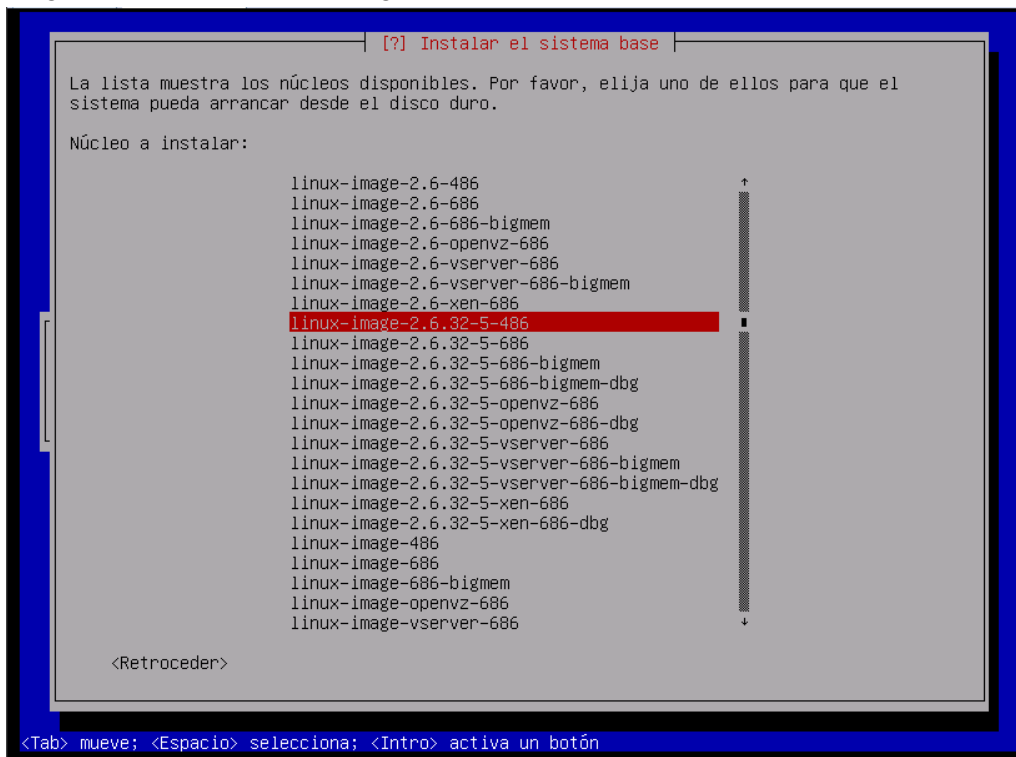 [?] Instalar el sistema base
La lista muestra los núcleos disponibles. Por favor, elija uno de ellos para que el
sistema pueda arrancar desde el disco duro.
Núcleo a instalar:
linux-image-2.6-486
linux-image-2.6-686
linux-image-2.6-686-bigmem
linux-image-2.6-openvz-686
linux-image-2.6-vserver-686
linux-image-2.6-vserver-686-bigmem
linux-image-2.6-xen-686
linux-image-2.6.32-5-486
linux-image-2.6.32-5-686
linux-image-2.6.32-5-686-bigmem
linux-image-2.6.32-5-686-bigmem-dbg
linux-image-2.6.32-5-openvz-686
linux-image-2.6.32-5-openvz-686-dbg
linux-image-2.6.32-5-vserver-686
linux-image-2.6.32-5-vserver-686-bigmem
linux-image-2.6.32-5-vserver-686-bigmem-dbg
linux-image-2.6.32-5-xen-686
linux-image-2.6.32-5-xen-686-dbg
linux-image-486
linux-image-686
linux-image-686-bigmem
linux-image-openvz-686
linux-image-vserver-686
<Retroceder>
<Tab> mueve; <Espacio> selecciona; <Intro> activa un botón